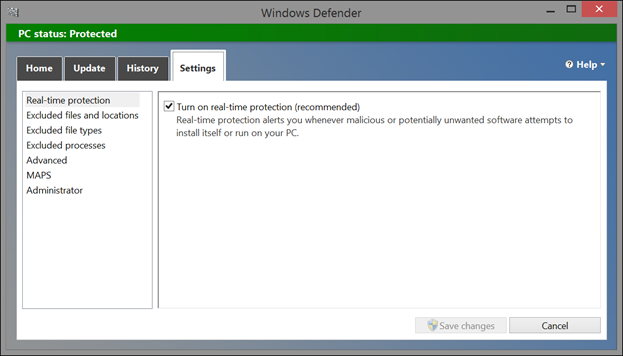 Windows Defender
PC status: Protected
Home
Update
History
Settings
Help
Real-time protection
Excluded files and locations
Excluded file types
Excluded processes
Advanced
MAPS
Administrator
Turn on real-time protection (recommended)
Real-time protection alerts you whenever malicious or potentially unwanted software attempts to
install itself or run on your PC.
Save changes
Cancel